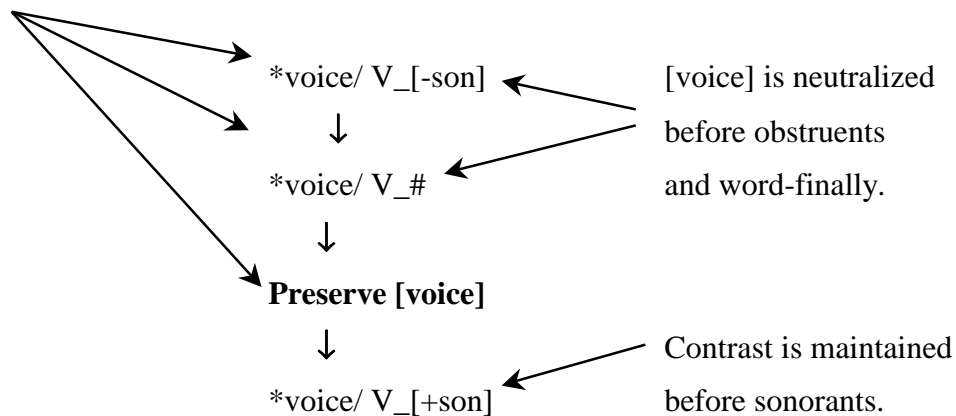 *voice/ V_[-son]
[voice] is neutralized
↓
before obstruents
*voice/ V_#
and word-finally.
↓
Preserve [voice]
↓
Contrast is maintained
*voice/ V_[+son]
before sonorants.